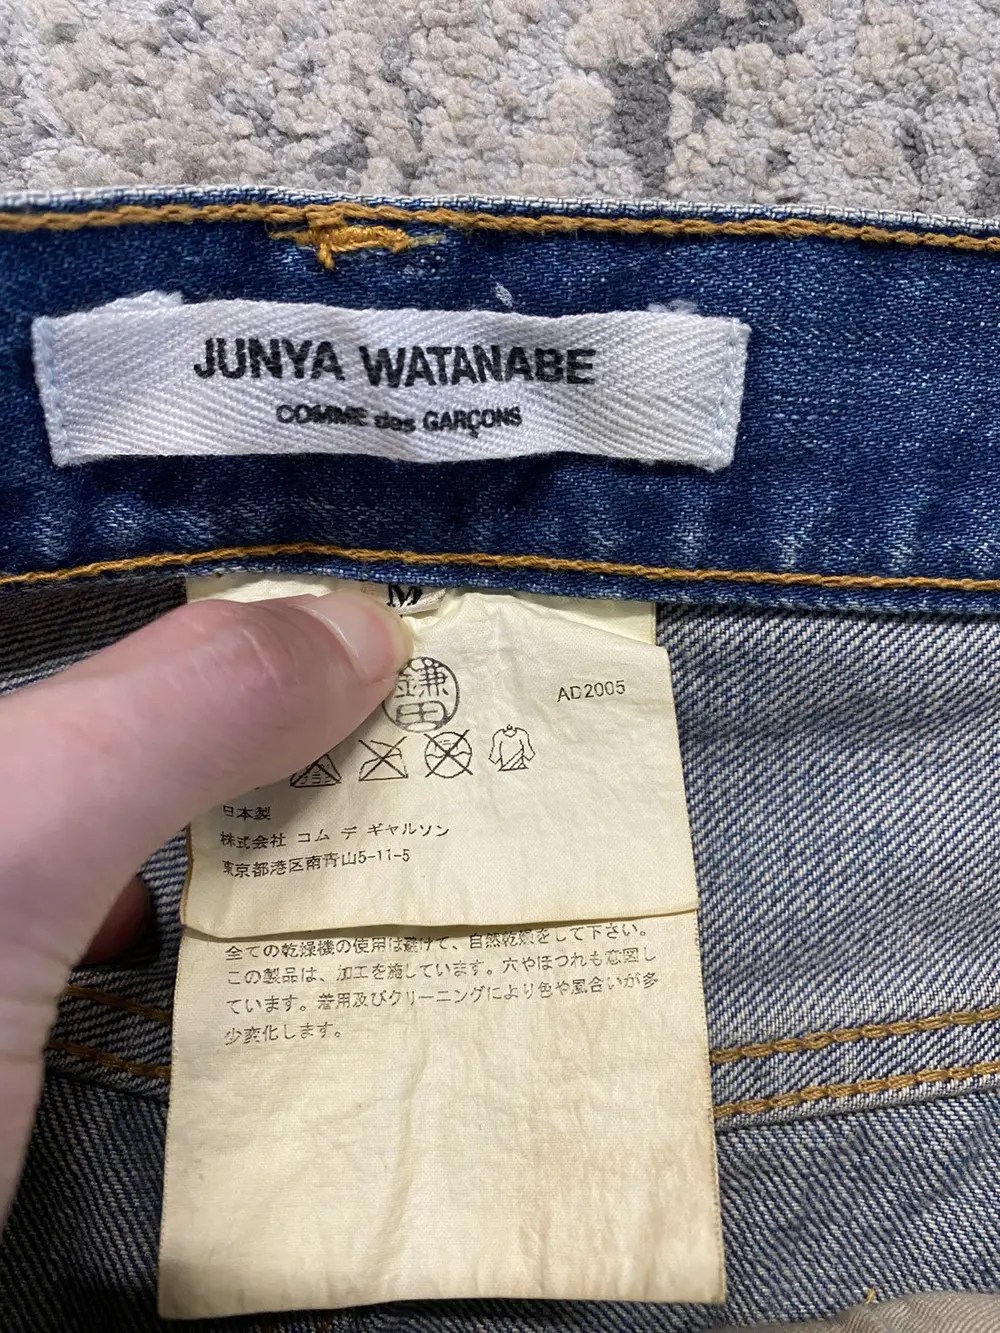 JUNYA WATANABE
COMME des GARÇONS
M
鎌田
AD2005
日本製
株式会社 コム デ ギャルソン
東京都港区南青山5-11-5
全ての乾燥機の使用は避けて、自然乾燥をして下さい。
この製品は、加工を施しています。穴やほつれも意図し
ています。着用及びクリーニングにより色や風合いが多
少変化します。